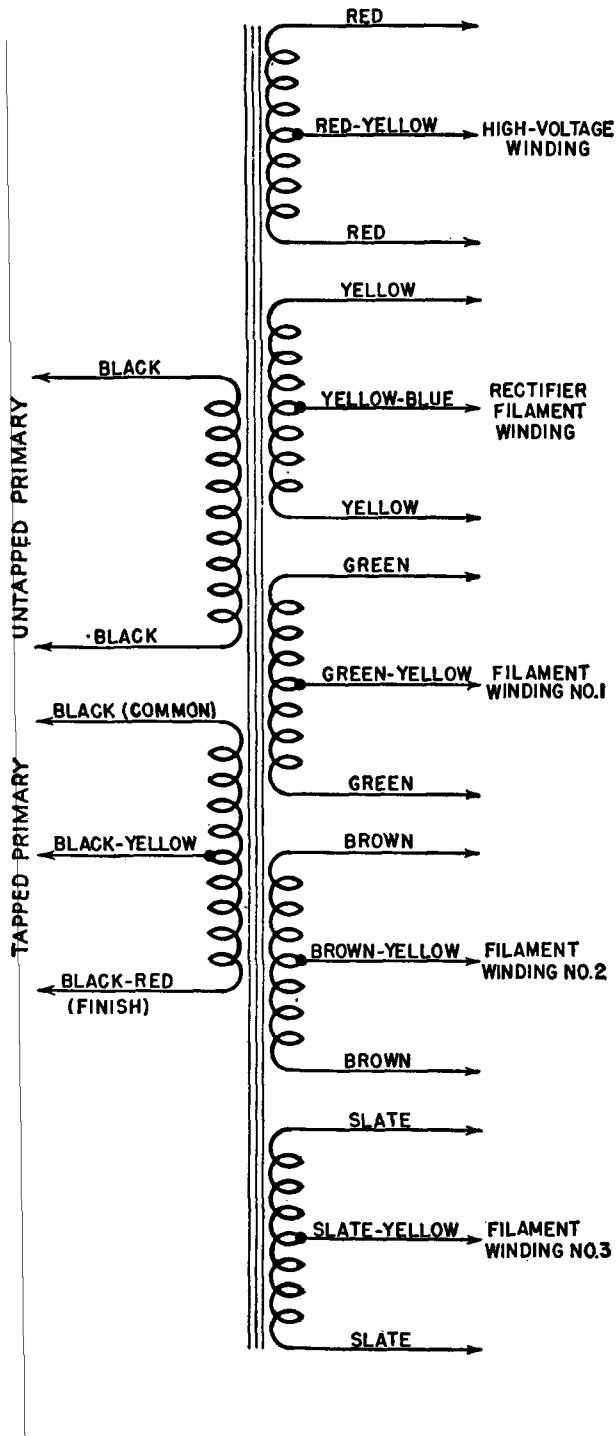 RED
RED-YELLOW
HIGH-VOLTAGE
WINDING
RED
YELLOW
YELLOW-BLUE
RECTIFIER
FILAMENT
WINDING
YELLOW
UNTAPPED PRIMARY
BLACK
BLACK
GREEN
GREEN-YELLOW
FILAMENT
WINDING NO.1
GREEN
TAPPED PRIMARY
BLACK (COMMON)
BLACK-YELLOW
BLACK-RED
(FINISH)
BROWN
BROWN-YELLOW
FILAMENT
WINDING NO.2
BROWN
SLATE
SLATE-YELLOW
FILAMENT
WINDING NO.3
SLATE